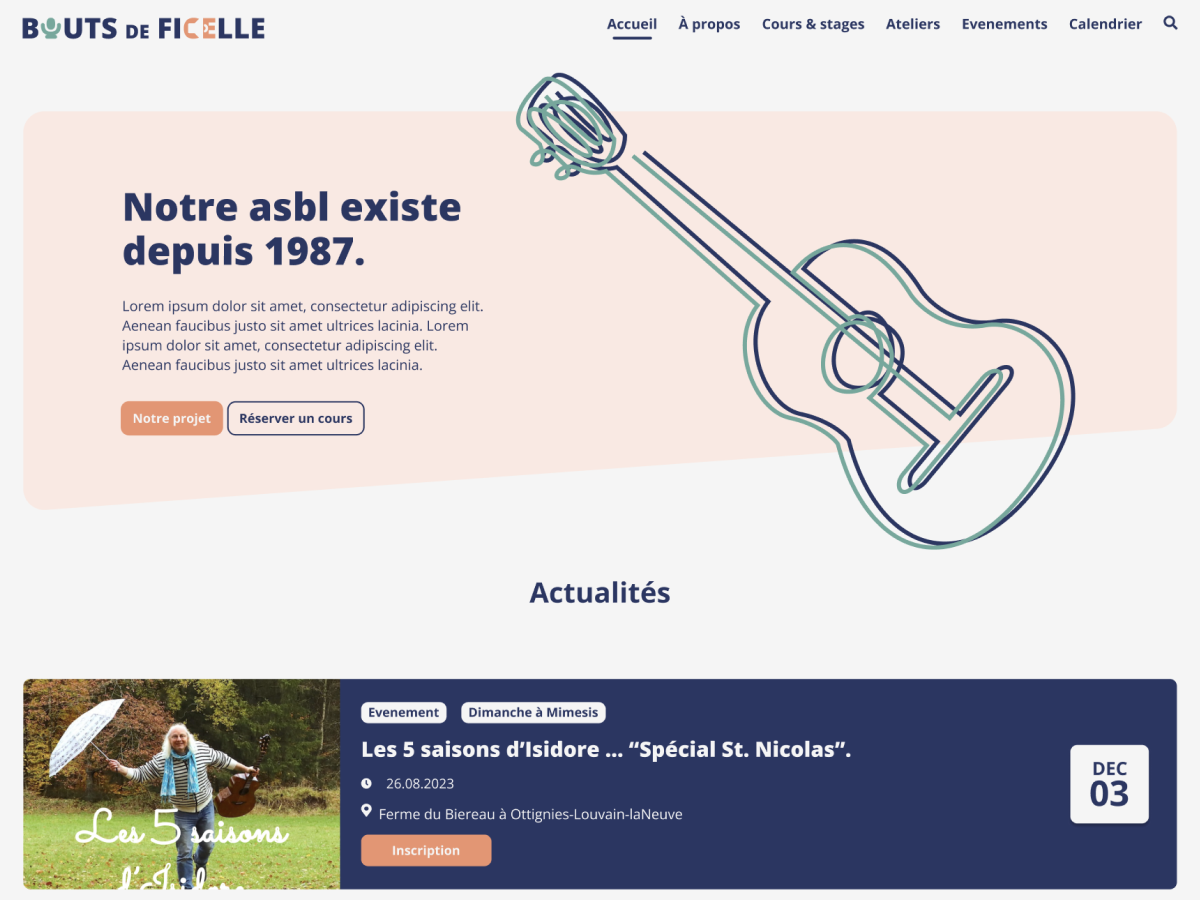 BOUTS DE FICELLE
Accueil À propos Cours & stages Ateliers Evenements Calendrier
Notre asbl existe
depuis 1987.
Lorem ipsum dolor sit amet, consectetur adipiscing elit.
Aenean faucibus justo sit amet ultrices lacinia. Lorem
ipsum dolor sit amet, consectetur adipiscing elit.
Aenean faucibus justo sit amet ultrices lacinia.
Notre projet Réserver un cours
Actualités
Evenement Dimanche à Mimesis
Les 5 saisons d’Isidore ... “Spécial St. Nicolas”.
26.08.2023
Ferme du Biereau à Ottignies-Louvain-laNeuve
Inscription
DEC
03
Les 5 saisons
d'Isidore